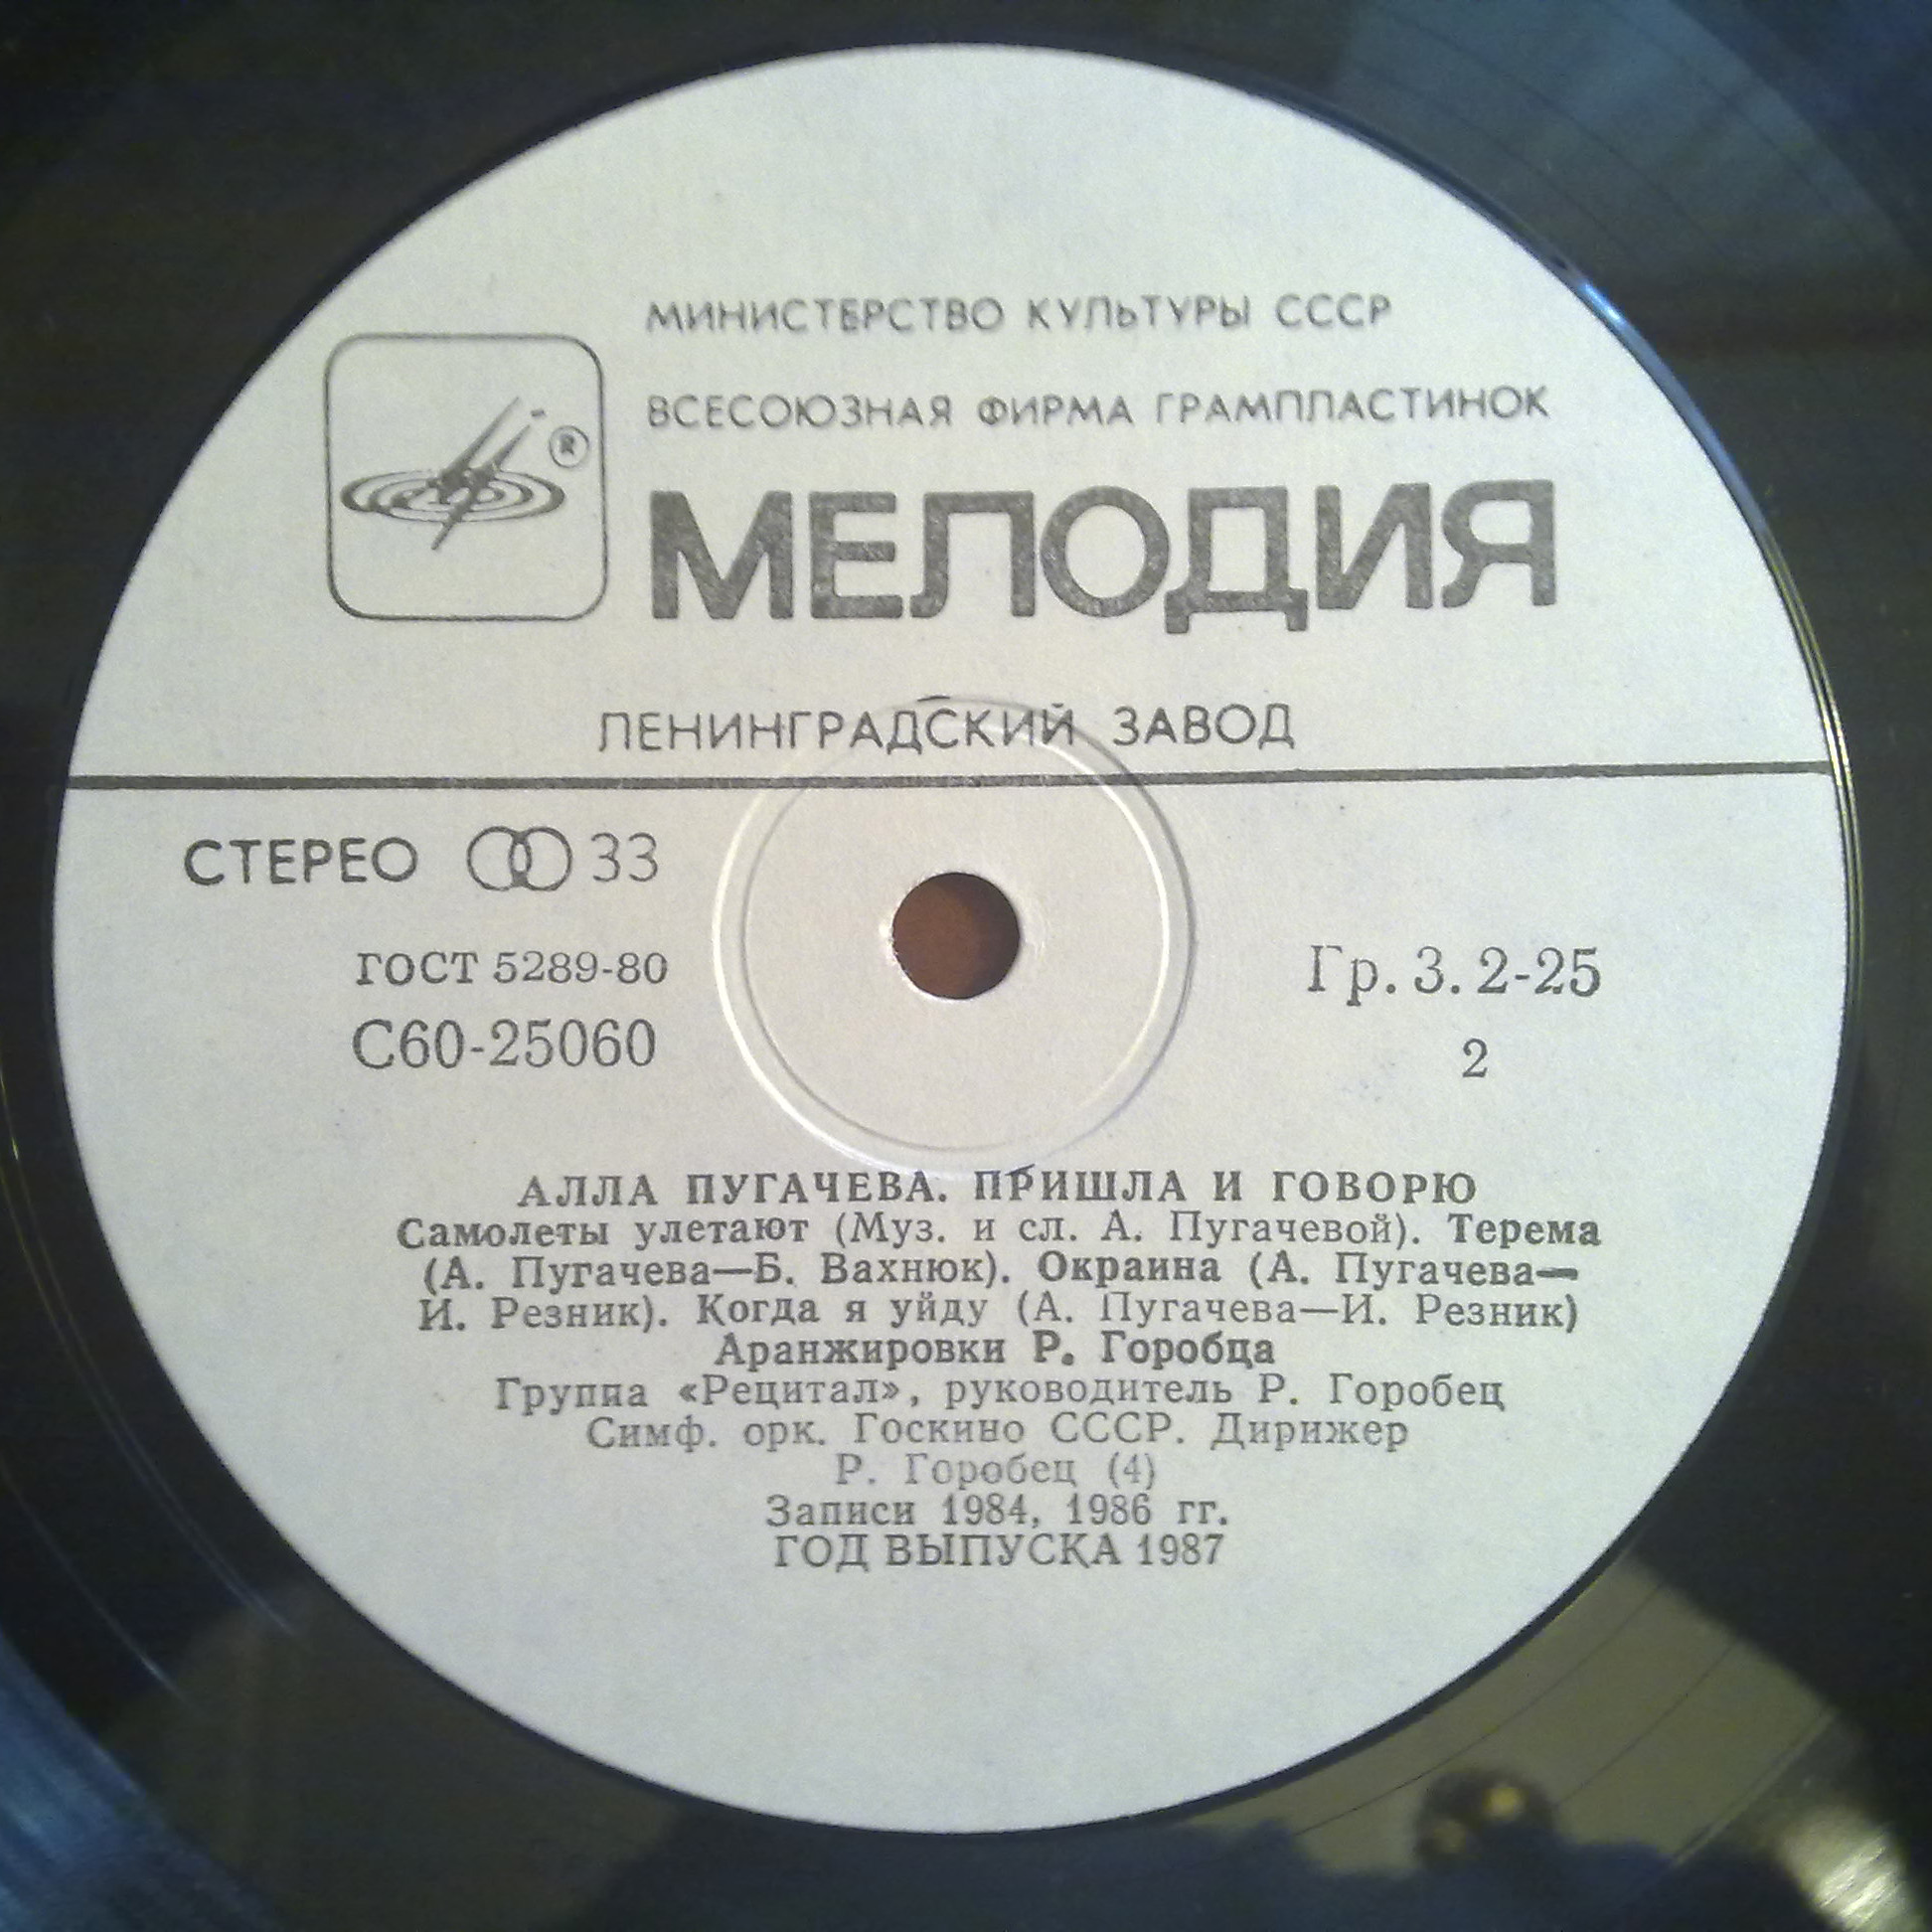 МИНИСТЕРСТВО КУЛЬТУРЫ СССР
ВСЕСОЮЗНАЯ ФИРМА ГРАМПЛАСТИНОК
®
МЕЛОДИЯ
ЛЕНИНГРАДСКИЙ ЗАВОД
СТЕРЕО 33
ГОСТ 5289-80
Гр. 3. 2-25
С60-25060
2
АЛЛА ПУГАЧЕВА. ПРИШЛА И ГОВОРЮ
Самолеты улетают (Муз. и сл. А. Пугачевой). Терема
(А. Пугачева—Б. Вахнюк). Окраина (А. Пугачева—
И. Резник). Когда я уйду (А. Пугачева—И. Резник)
Аранжировки Р. Горобца
Группа «Рецитал», руководитель Р. Горобец
Симф. орк. Госкино СССР. Дирижер
Р. Горобец (4)
Записи 1984, 1986 гг.
ГОД ВЫПУСКА 1987